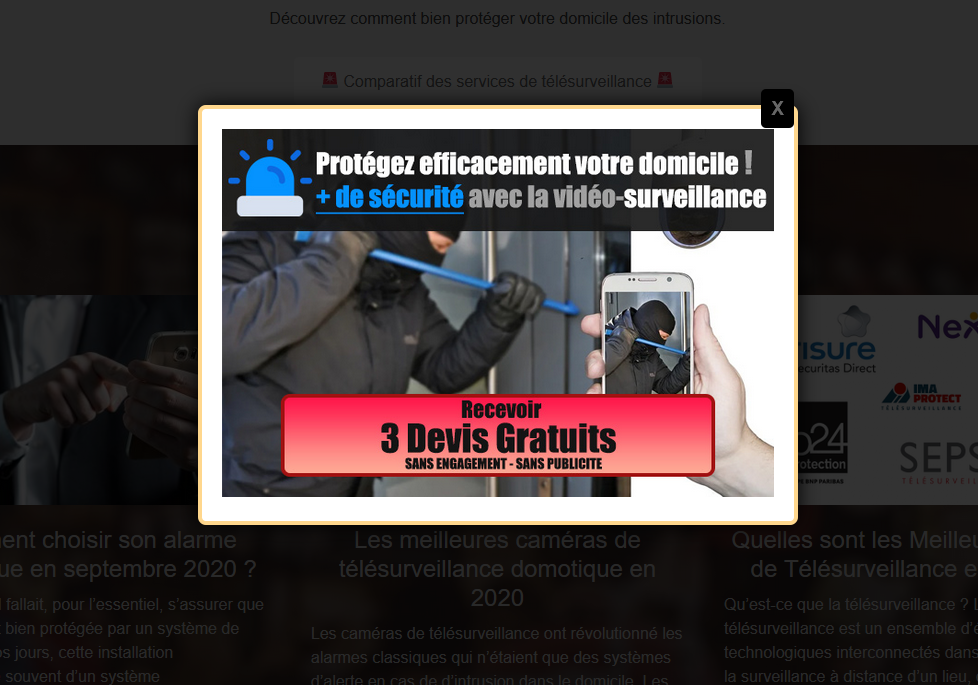 Découvrez comment bien protéger votre domicile des intrusions.
🚨 Comparatif des services de télésurveillance 🚨
X
Protégez efficacement votre domicile !
+ de sécurité avec la vidéo-surveillance
Recevoir
3 Devis Gratuits
SANS ENGAGEMENT - SANS PUBLICITE
risure
ecuritas Direct
Nex
IMA
PROTECT
TÉLÉSURVEILLANCE
p24
rotection
BNP PARIBAS
SEPS
TÉLÉSURVEIL
ent choisir son alarme
ue en septembre 2020 ?
l fallait, pour l'essentiel, s'assurer que
bien protégée par un système de
os jours, cette installation
souvent d'un système
Les meilleures caméras de
télésurveillance domotique en
2020
Les caméras de télésurveillance ont révolutionné les
alarmes classiques qui n'étaient que des systèmes
d'alerte en cas d'intrusion dans le domicile. Les
Quelles sont les Meilleu
de Télésurveillance e
Qu'est-ce que la télésurveillance ? L
télésurveillance est un ensemble d'é
technologiques interconnectés dans
la surveillance à distance d'un lieu,